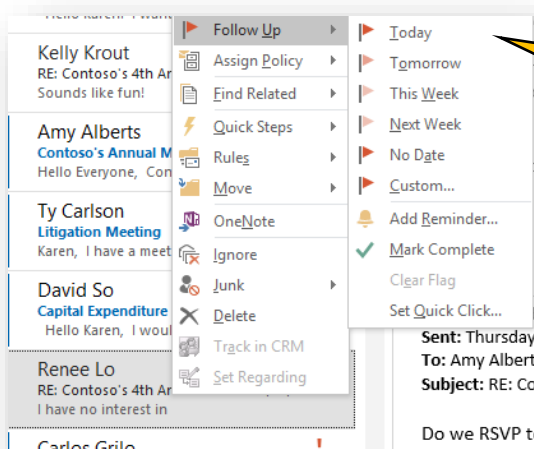 Kelly Krout
RE: Contoso's 4th Ar
Sounds like fun!
Amy Alberts
Contoso's Annual M
Hello Everyone, Con
Ty Carlson
Litigation Meeting
Karen, I have a meet
David So
Capital Expenditure
Hello Karen, I woul
Renee Lo
RE: Contoso's 4th Ar
I have no interest in
Carlos Grilo
!
Follow Up
Assign Policy
Find Related
Quick Steps
Rules
Move
OneNote
Ignore
Junk
Delete
Track in CRM
Set Regarding
Today
Tomorrow
This Week
Next Week
No Date
Custom...
Add Reminder...
Mark Complete
Clear Flag
Set Quick Click...
Sent: Thursday
To: Amy Albert
Subject: RE: Co
Do we RSVP t